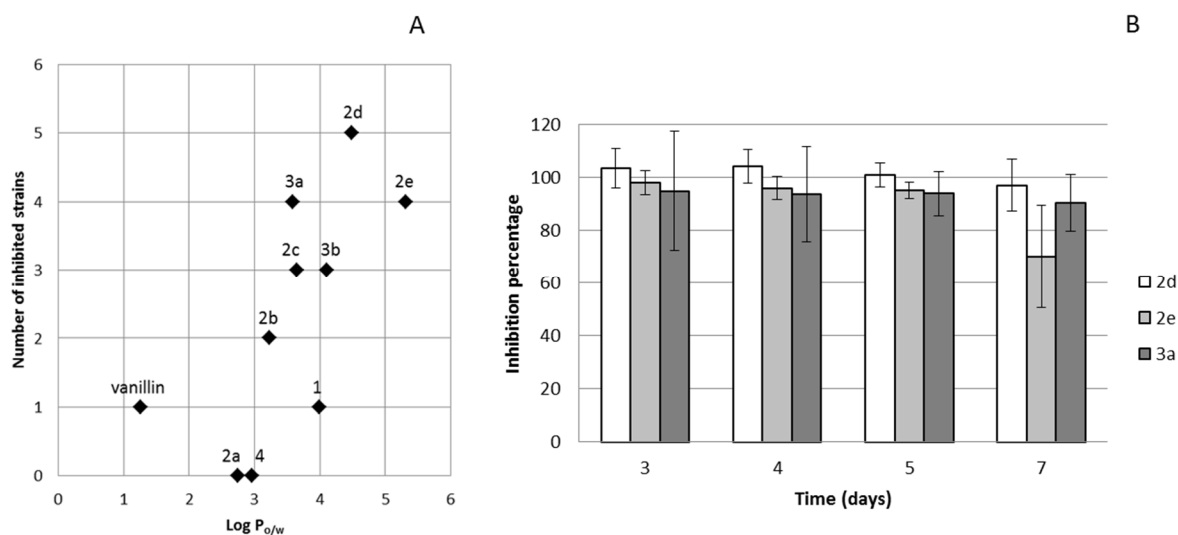 A
Number of inhibited strains
6
5
4
3
2
1
0
2d
3a
2e
2c
3b
2b
vanillin
1
2a
4
0 1 2 3 4 5 6
Log Po/w
B
Inhibition percentage
120
100
80
60
40
20
0
3 4 5 7
Time (days)
2d
2e
3a